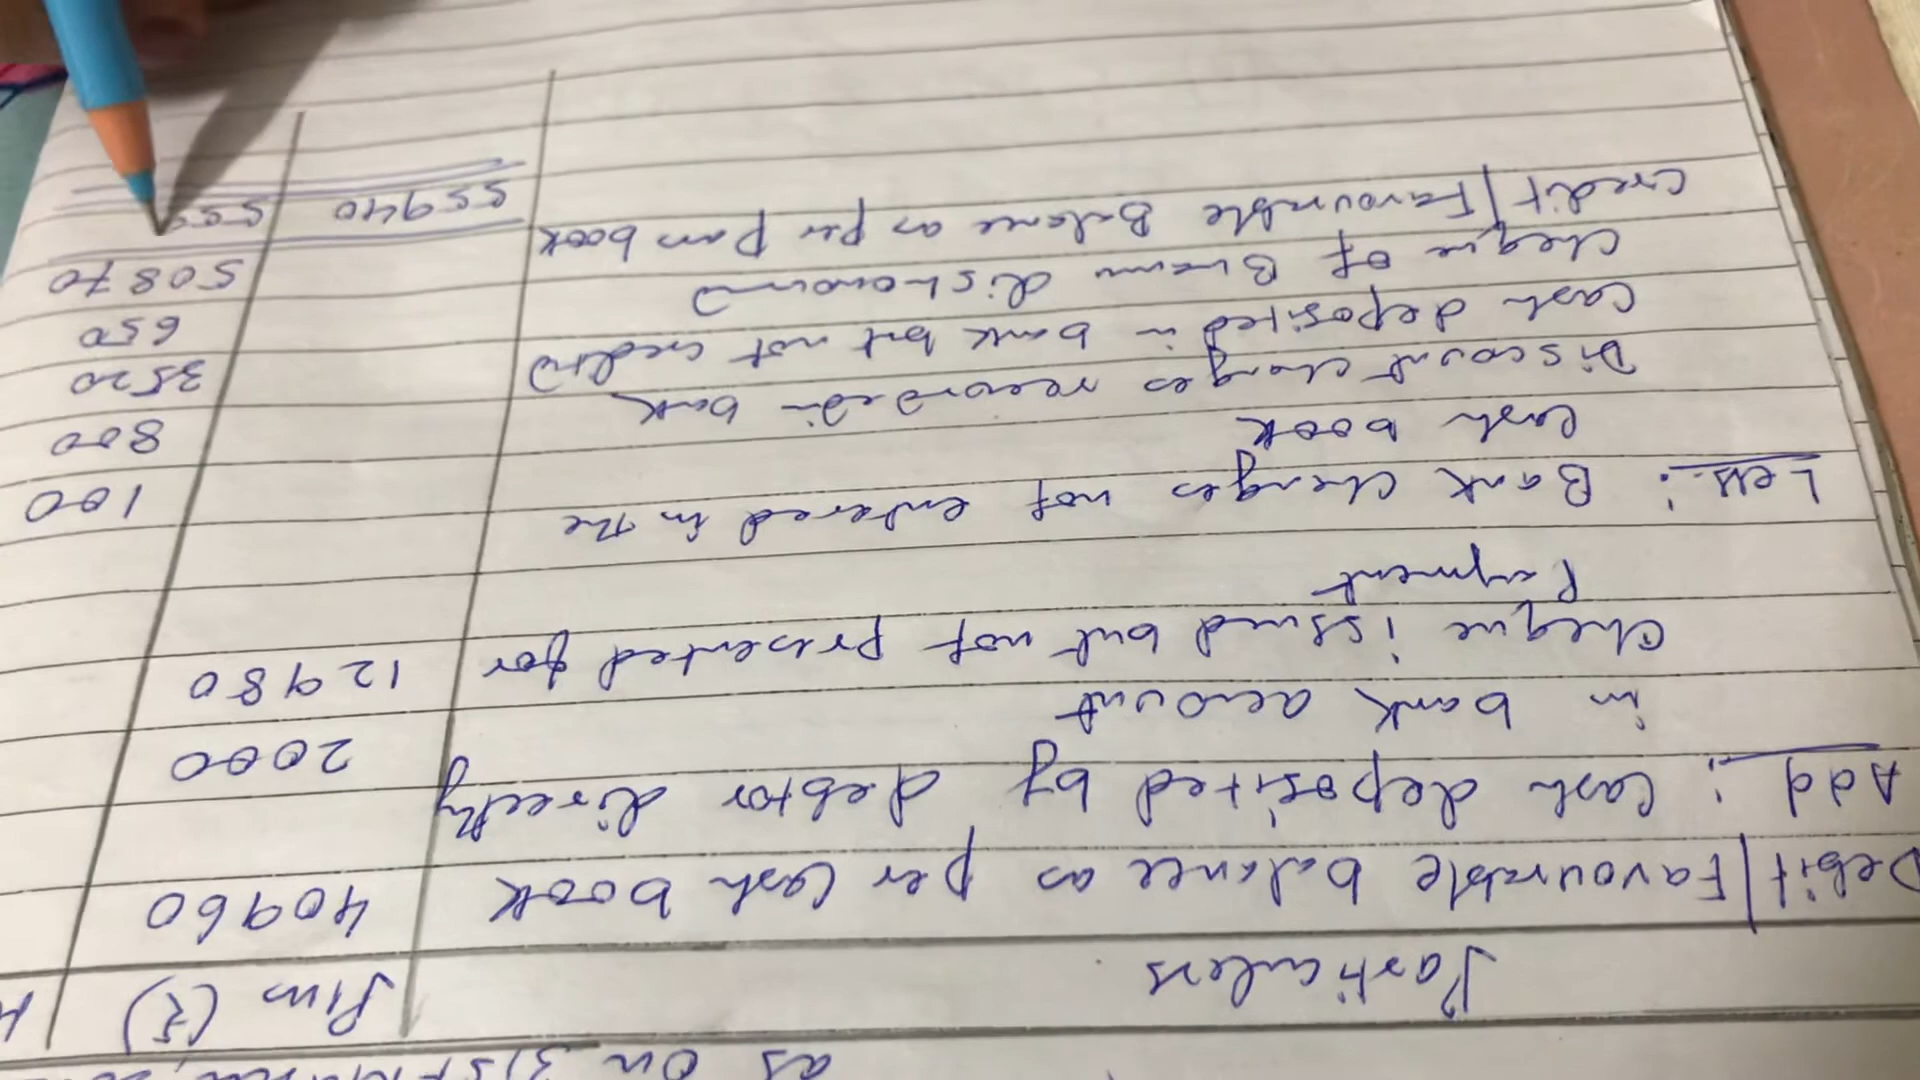 as on 31st
Particulers Plus (₹)
Debit/Favourable balance as per Cash book 40960
Add: Cash deposited by debtor directly 2000
in bank account
Cheque issued but not presented for 12980
Payment
Less: Bank charges not entered in the 100
Cash book
Discount charges recorded in bank 800
Cash deposited in bank but not credited 3520
Cheque of dishonoured 650
Credit/Favourable Balance as per Pass book 50870
55940 559